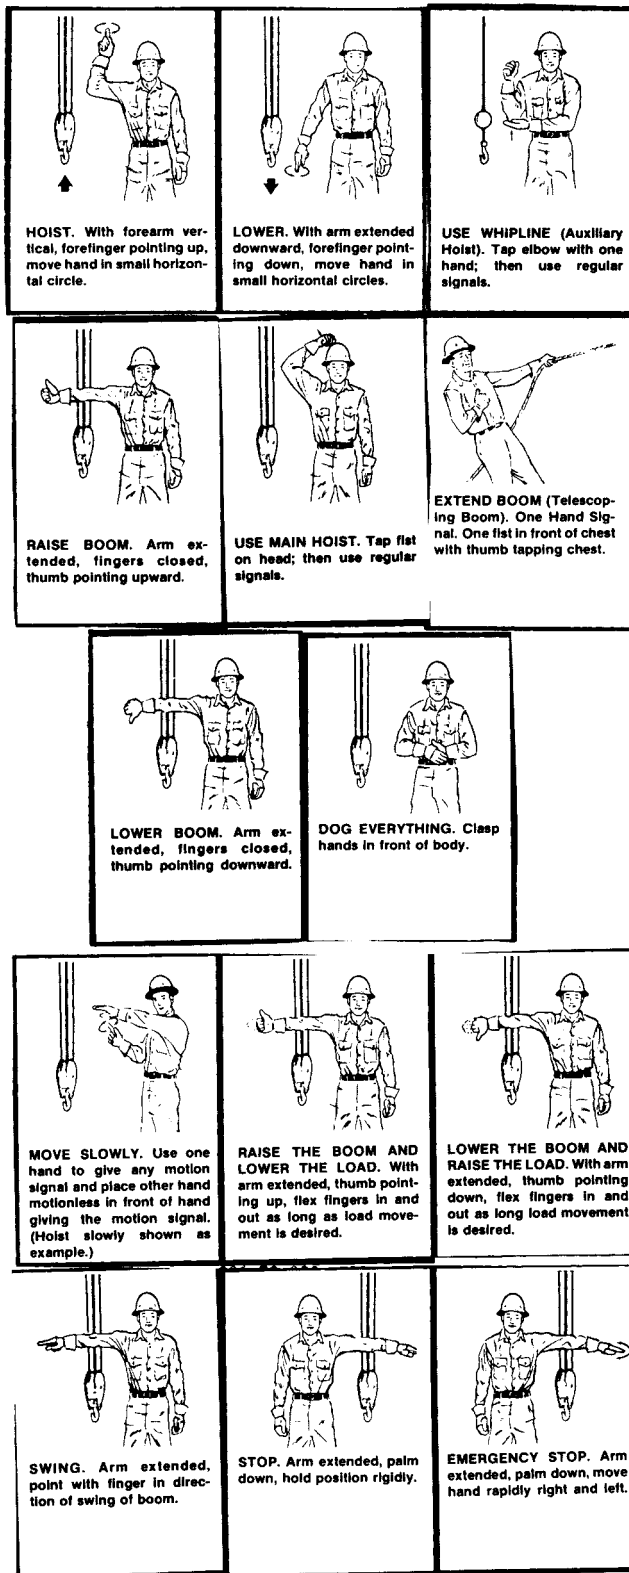 HOIST. With forearm ver-
tical, forefinger pointing up,
move hand in small horizon-
tal circle.
LOWER. With arm extended
downward, forefinger point-
ing down, move hand in
small horizontal circles.
USE WHIPLINE (Auxiliary
Hoist). Tap elbow with one
hand; then use regular
signals.
RAISE BOOM. Arm ex-
tended, fingers closed,
thumb pointing upward.
USE MAIN HOIST. Tap fist
on head; then use regular
signals.
EXTEND BOOM (Telescop-
ing Boom). One Hand Sig-
nal. One fist in front of chest
with thumb tapping chest.
LOWER BOOM. Arm ex-
tended, fingers closed,
thumb pointing downward.
DOG EVERYTHING. Clasp
hands in front of body.
MOVE SLOWLY. Use one
hand to give any motion
signal and place other hand
motionless in front of hand
giving the motion signal.
(Hoist slowly shown as
example.)
RAISE THE BOOM AND
LOWER THE LOAD. With
arm extended, thumb point-
ing up, flex fingers in and
out as long as load move-
ment is desired.
LOWER THE BOOM AND
RAISE THE LOAD. With arm
extended, thumb pointing
down, flex fingers in and
out as long load movement
is desired.
SWING. Arm extended,
point with finger in direc-
tion of swing of boom.
STOP. Arm extended, palm
down, hold position rigidly.
EMERGENCY STOP. Arm
extended, palm down, move
hand rapidly right and left.